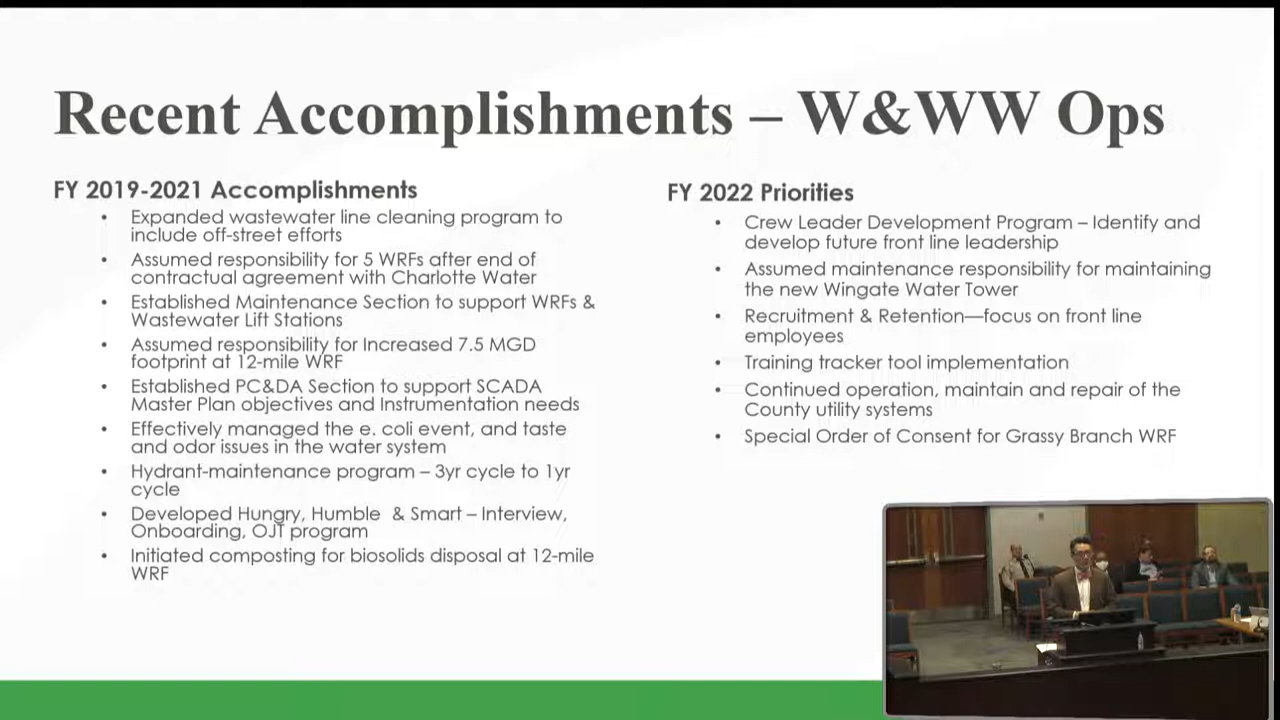 Recent Accomplishments – W&WW Ops
FY 2019-2021 Accomplishments
• Expanded wastewater line cleaning program to
include off-street efforts
• Assumed responsibility for 5 WRFs after end of
contractual agreement with Charlotte Water
• Established Maintenance Section to support WRFs &
Wastewater Lift Stations
• Assumed responsibility for Increased 7.5 MGD
footprint at 12-mile WRF
• Established PC&DA Section to support SCADA
Master Plan objectives and Instrumentation needs
• Effectively managed the e. coli event, and taste
and odor issues in the water system
• Hydrant-maintenance program – 3yr cycle to 1yr
cycle
• Developed Hungry, Humble  & Smart – Interview,
Onboarding, OJT program
• Initiated composting for biosolids disposal at 12-mile
WRF
FY 2022 Priorities
• Crew Leader Development Program – Identify and
develop future front line leadership
• Assumed maintenance responsibility for maintaining
the new Wingate Water Tower
• Recruitment & Retention—focus on front line
employees
• Training tracker tool implementation
• Continued operation, maintain and repair of the
County utility systems
• Special Order of Consent for Grassy Branch WRF